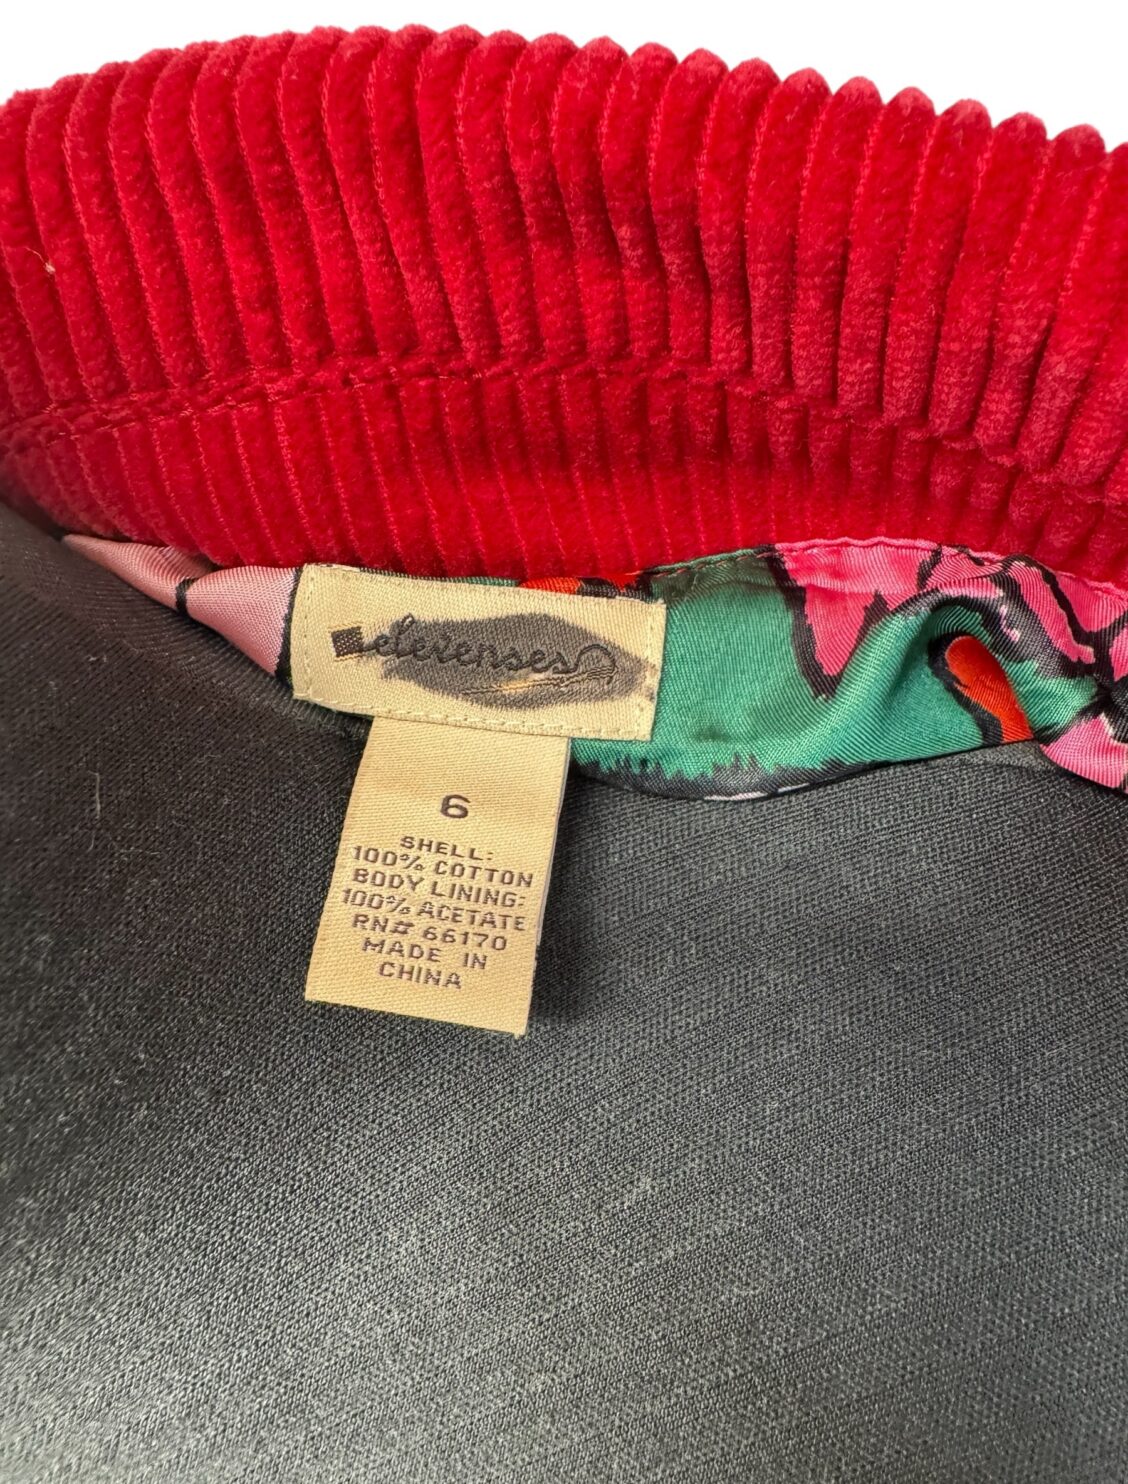 elevenses
6
SHELL:
100% COTTON
BODY LINING:
100% ACETATE
RN# 66170
MADE IN
CHINA